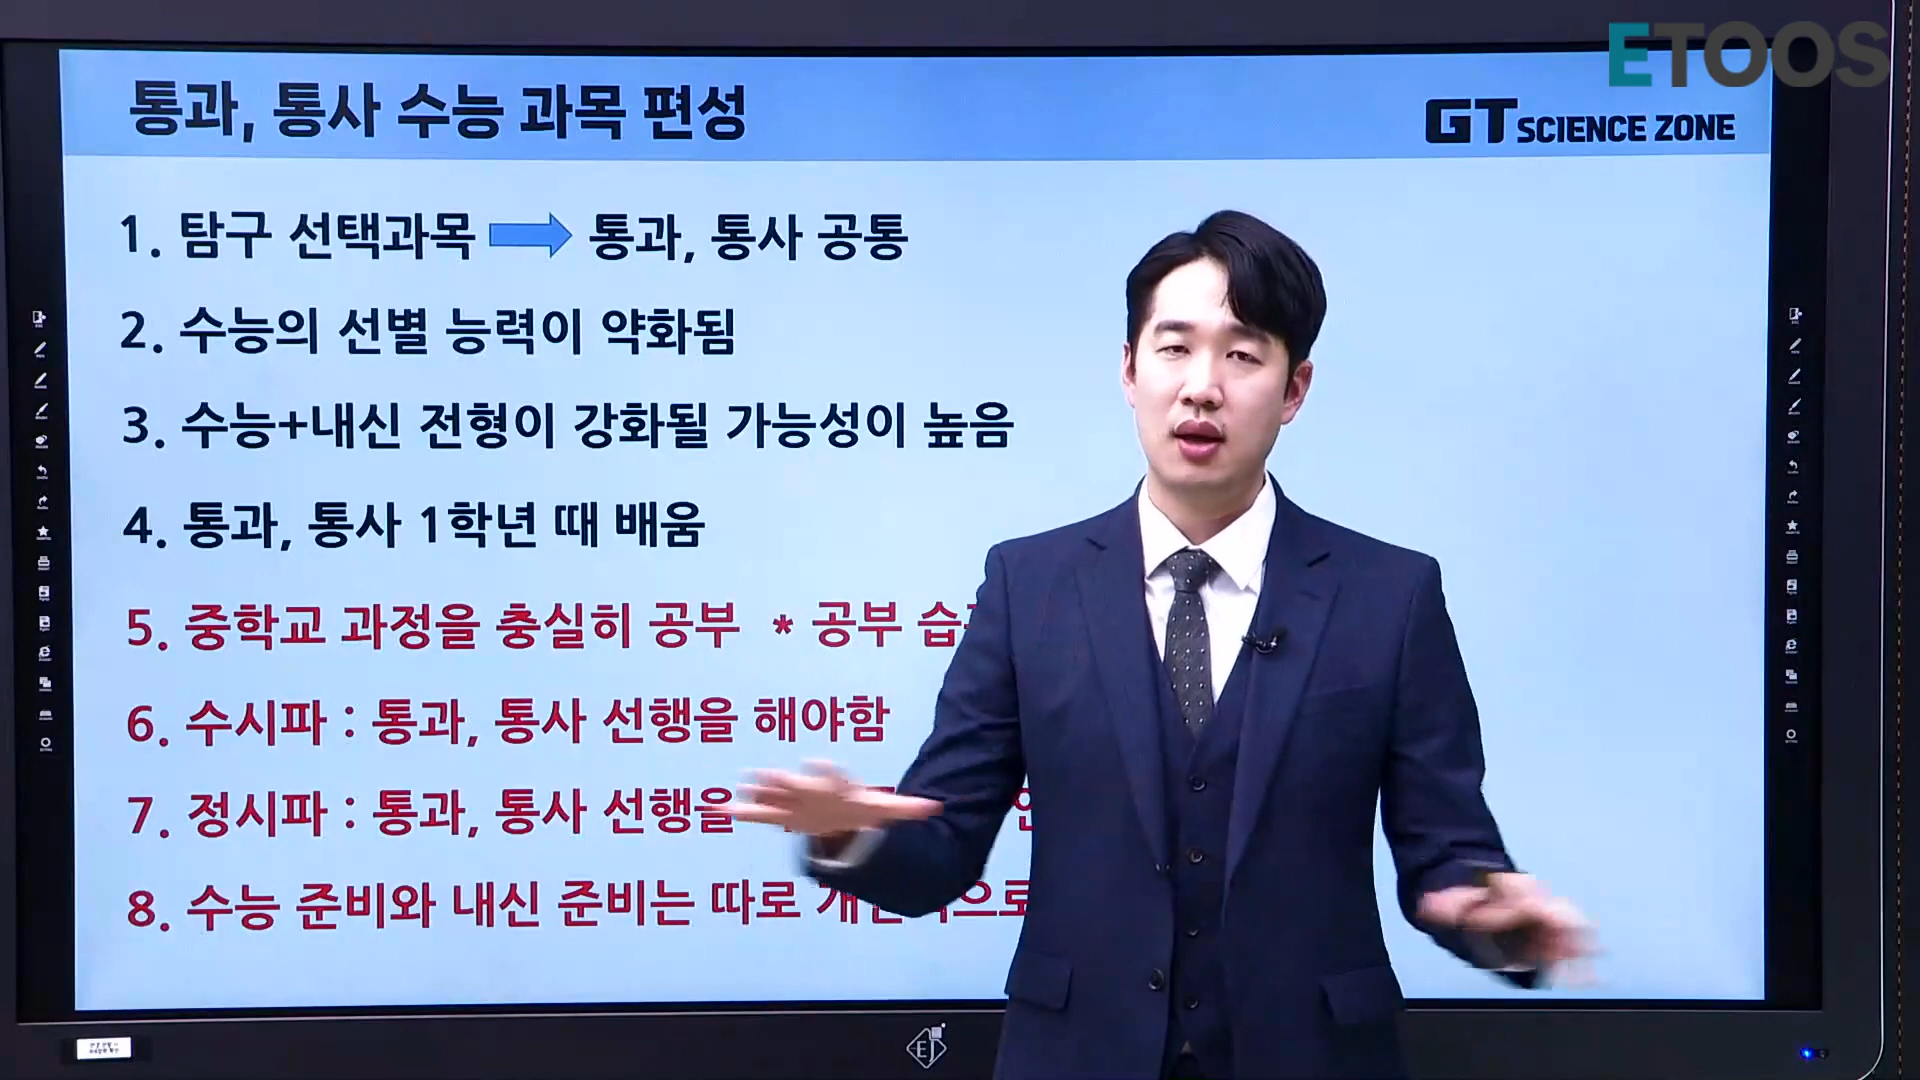 ETOOS
통과, 통사 수능 과목 편성
GT SCIENCE ZONE
1. 탐구 선택과목 → 통과, 통사 공통
2. 수능의 선별 능력이 약화됨
3. 수능+내신 전형이 강화될 가능성이 높음
4. 통과, 통사 1학년 때 배움
5. 중학교 과정을 충실히 공부 * 공부
6. 수시파 : 통과, 통사 선행을 해야함
7. 정시파 : 통과, 통사 선행을
8. 수능 준비와 내신 준비는 따로
EJ